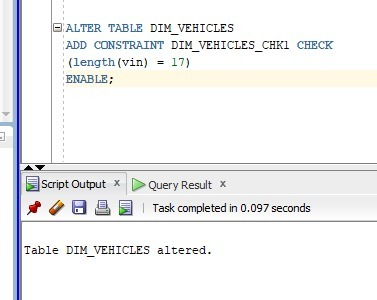 ALTER TABLE DIM_VEHICLES
ADD CONSTRAINT DIM_VEHICLES_CHK1 CHECK
(length(vin) = 17)
ENABLE;
Script Output x Query Result x
Task completed in 0.097 seconds
Table DIM_VEHICLES altered.